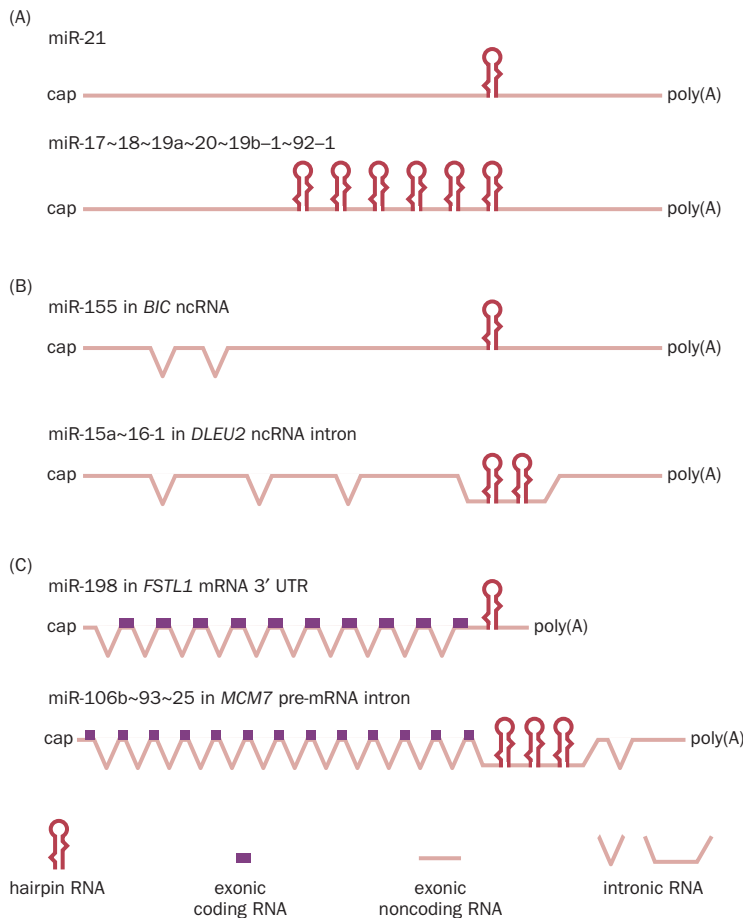 (A)
miR-21
cap poly(A)
miR-17~18~19a~20~19b–1~92–1
cap poly(A)
(B)
miR-155 in BIC ncRNA
cap poly(A)
miR-15a~16-1 in DLEU2 ncRNA intron
cap poly(A)
(C)
miR-198 in FSTL1 mRNA 3′ UTR
cap poly(A)
miR-106b~93~25 in MCM7 pre-mRNA intron
cap poly(A)
hairpin RNA exonic exonic intronic RNA
coding RNA noncoding RNA